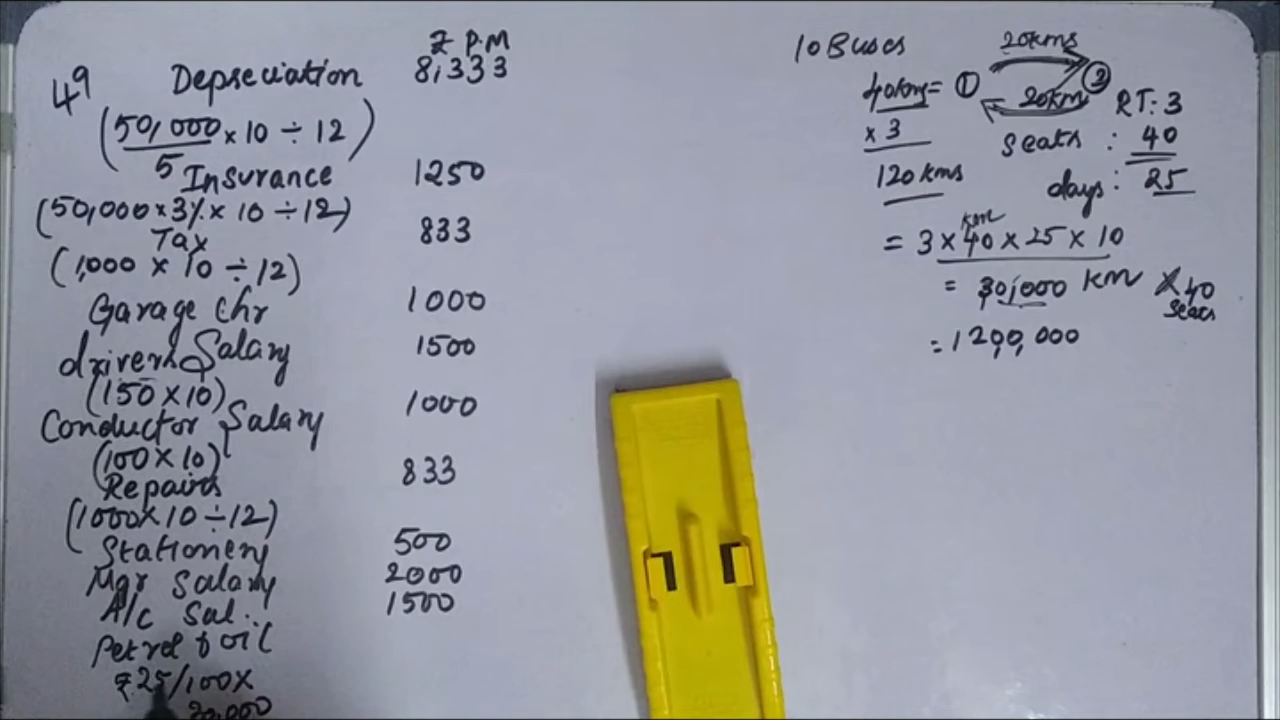 49
₹ P.M
Depreciation 8,333
(50,000 × 10 ÷ 12)
5
Insurance 1250
(50,000 × 3% × 10 ÷ 12)
Tax 833
(1,000 × 10 ÷ 12)
Garage Chr 1000
drivers Salary 1500
(150 × 10)
Conductor Salary 1000
(100 × 10)
Repairs 833
(1000 × 10 ÷ 12)
Stationery 500
Mgr Salary 2000
A/c Sal.. 1500
Petrol & oil
₹25/100 ×
30,000
10 Buses
20kms
40kms = 1 2
20km
RT: 3
× 3
120 kms
Seats : 40
days : 25
km
= 3 × 40 × 25 × 10
= 30,000 KM × 40
Seats
= 1200,000